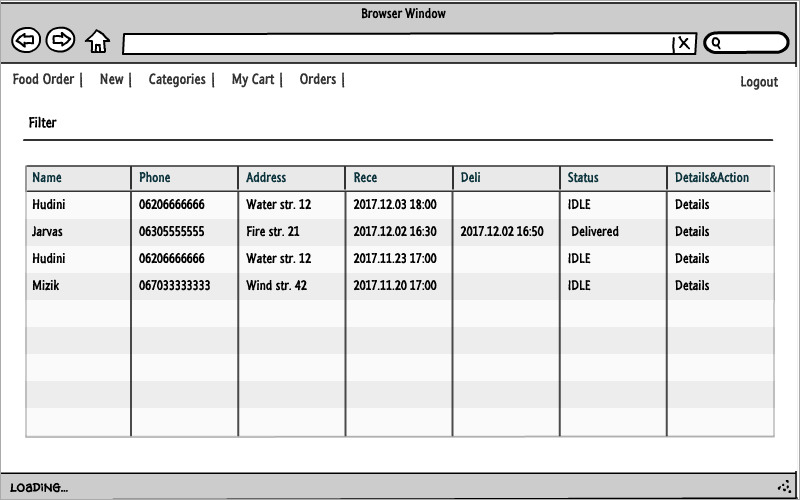 Browser Window
Food Order | New | Categories | My Cart | Orders | Logout
Filter
Name Phone Address Rece Deli Status Details&Action
Hudini 06206666666 Water str. 12 2017.12.03 18:00 IDLE Details
Jarvas 06305555555 Fire str. 21 2017.12.02 16:30 2017.12.02 16:50 Delivered Details
Hudini 06206666666 Water str. 12 2017.11.23 17:00 IDLE Details
Mizik 067033333333 Wind str. 42 2017.11.20 17:00 IDLE Details
LOADING...